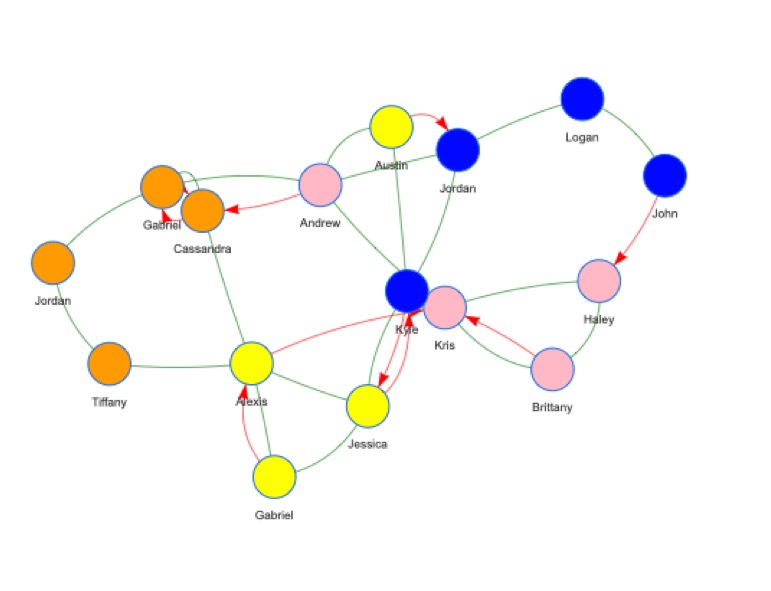 Logan
Austin
Jordan
John
Andrew
Gabriel
Cassandra
Jordan
Haley
Kyle
Kris
Tiffany
Alexis
Brittany
Jessica
Gabriel